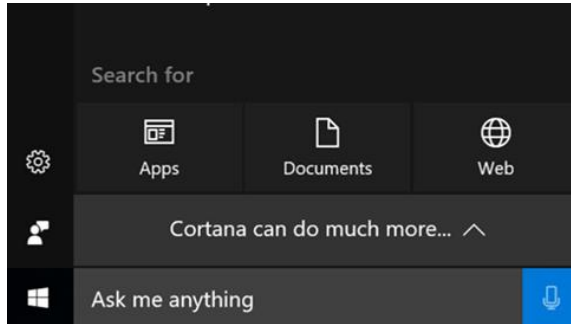 Search for
Apps Documents Web
Cortana can do much more...
Ask me anything